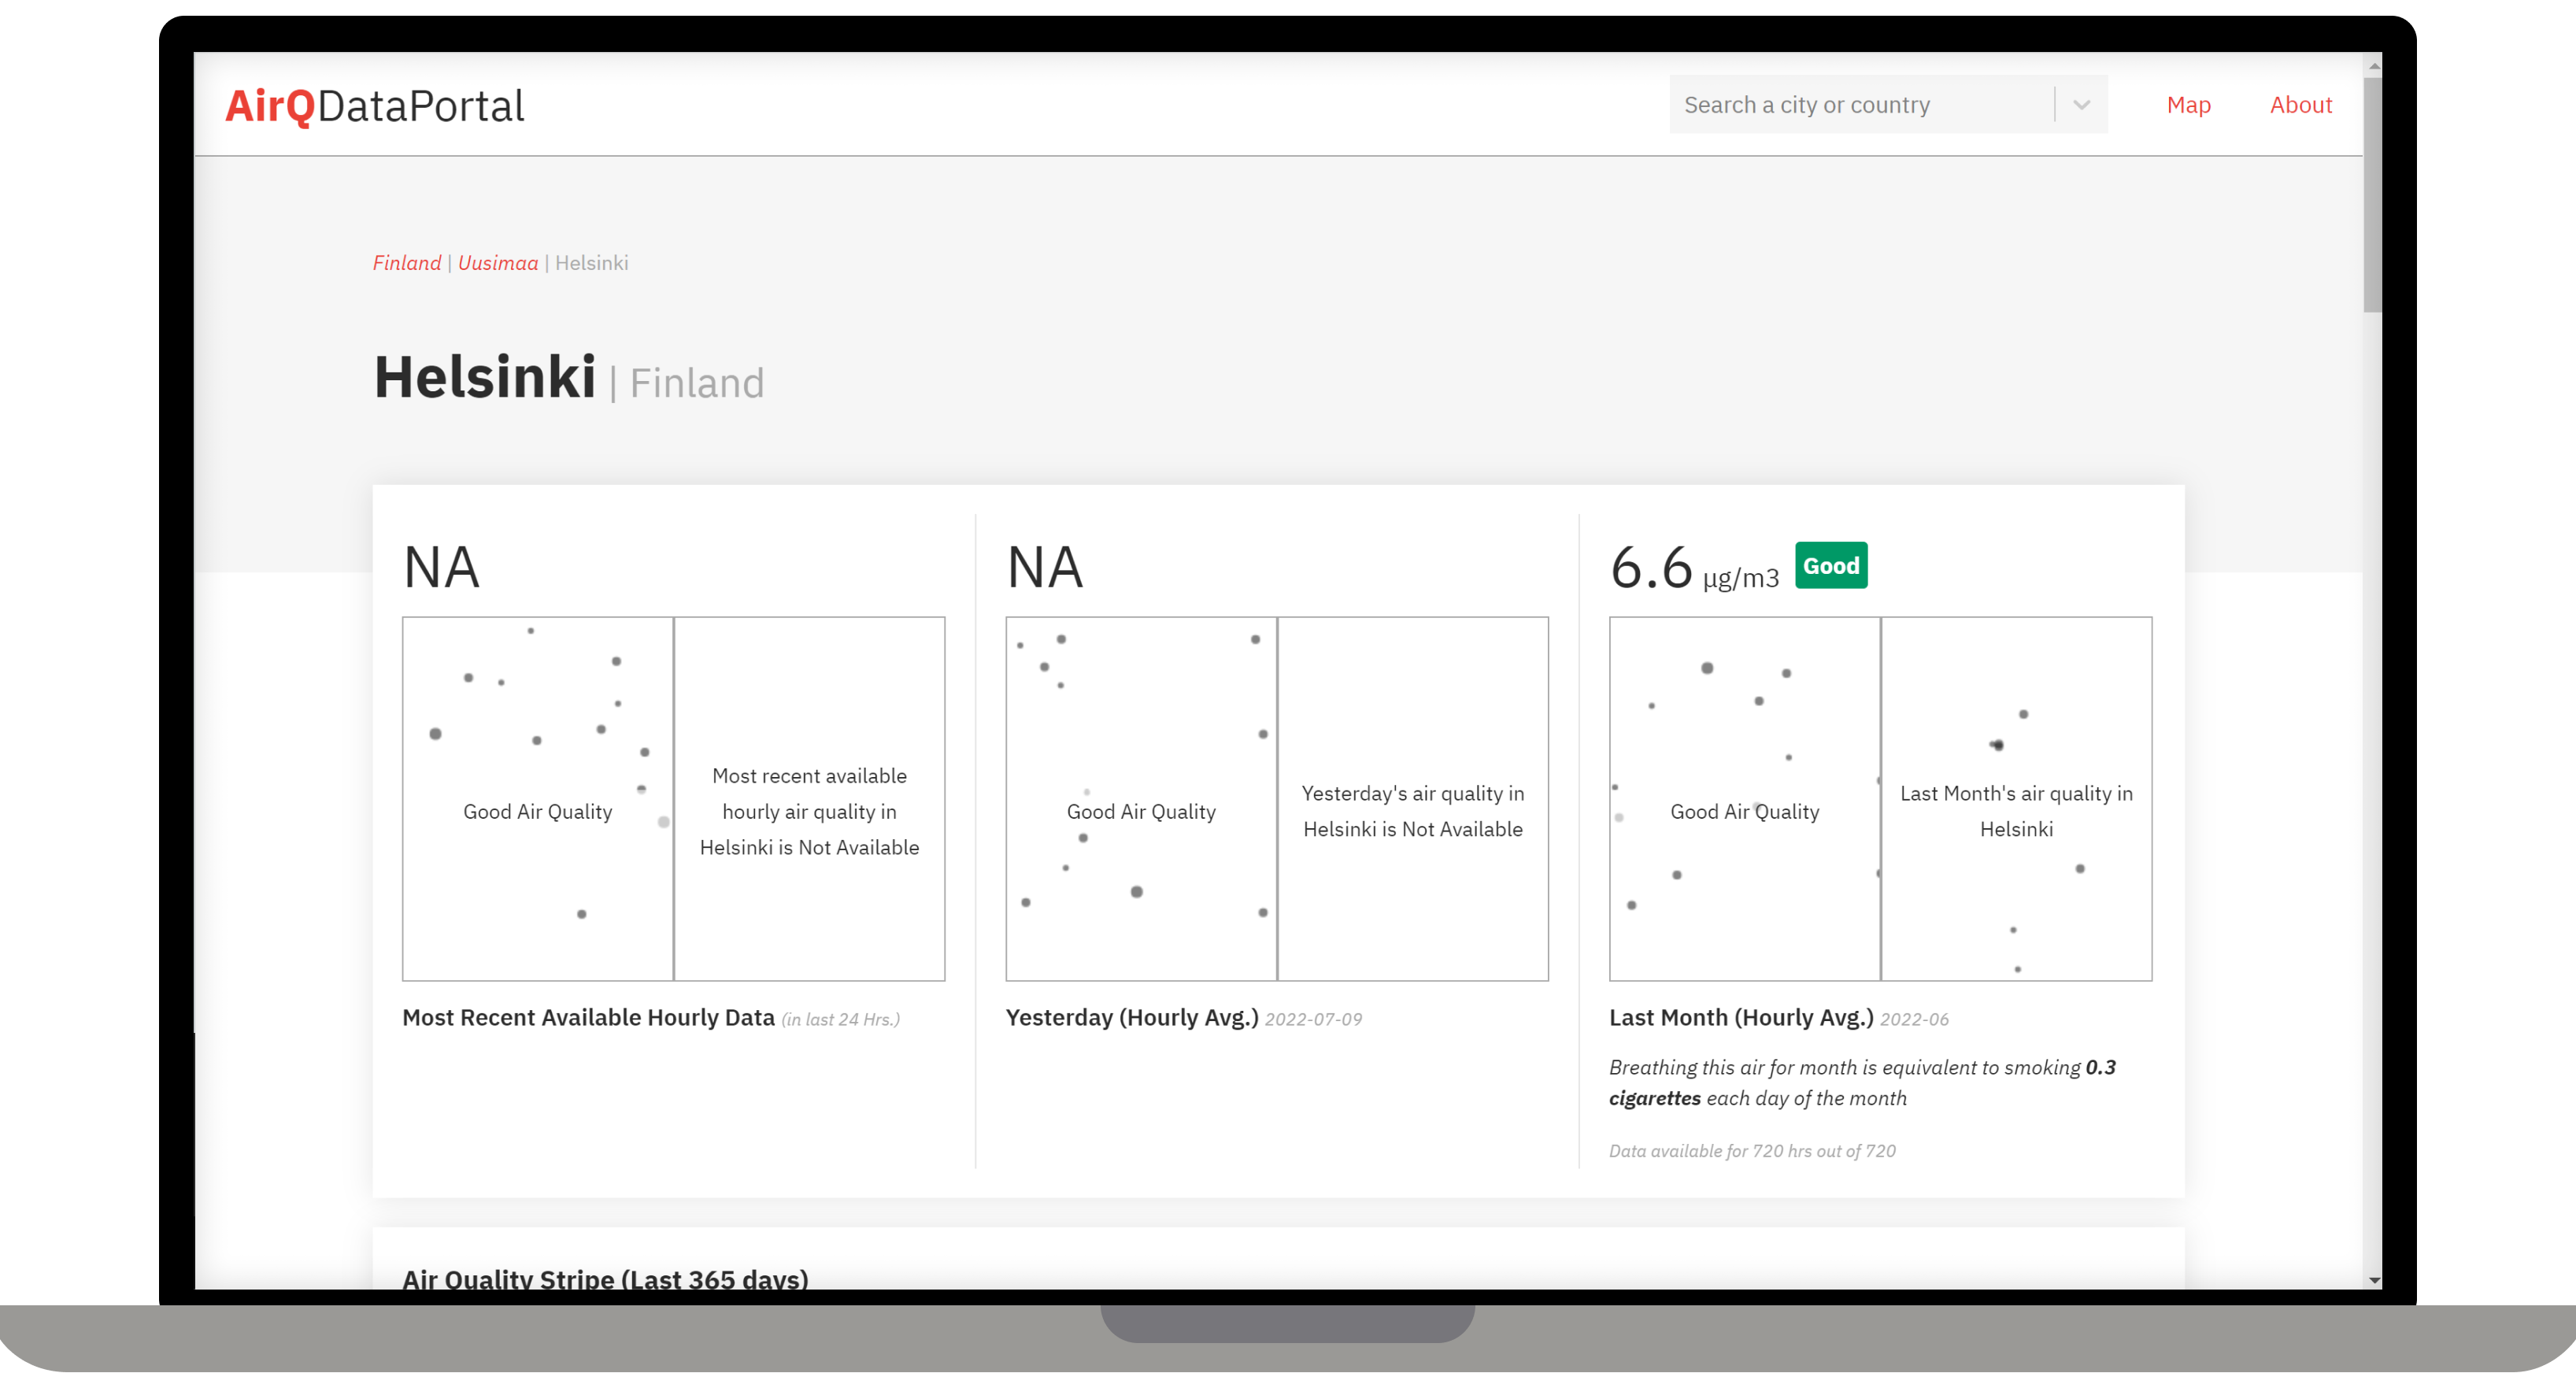 AirQDataPortal
Search a city or country
Map
About
Finland | Uusimaa | Helsinki
Helsinki | Finland
NA
Good Air Quality
Most recent available
hourly air quality in
Helsinki is Not Available
Most Recent Available Hourly Data (in last 24 Hrs.)
NA
Good Air Quality
Yesterday's air quality in
Helsinki is Not Available
Yesterday (Hourly Avg.) 2022-07-09
6.6 µg/m3 Good
Good Air Quality
Last Month's air quality in
Helsinki
Last Month (Hourly Avg.) 2022-06
Breathing this air for month is equivalent to smoking 0.3
cigarettes each day of the month
Data available for 720 hrs out of 720
Air Quality Stripe (Last 365 days)